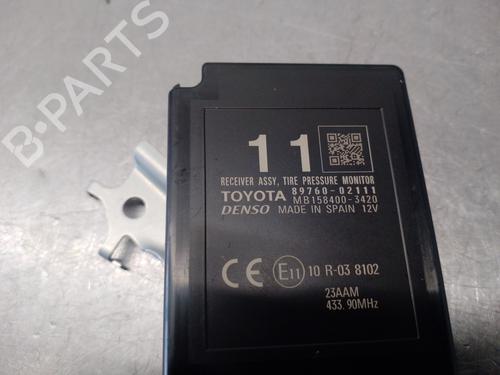 B-PARTS
11
RECEIVER ASSY, TIRE PRESSURE MONITOR
TOYOTA 89760-02111
DENSO MB158400-3420
MADE IN SPAIN 12V
CE E11 10 R-03 8102
23AAM
433.90MHz